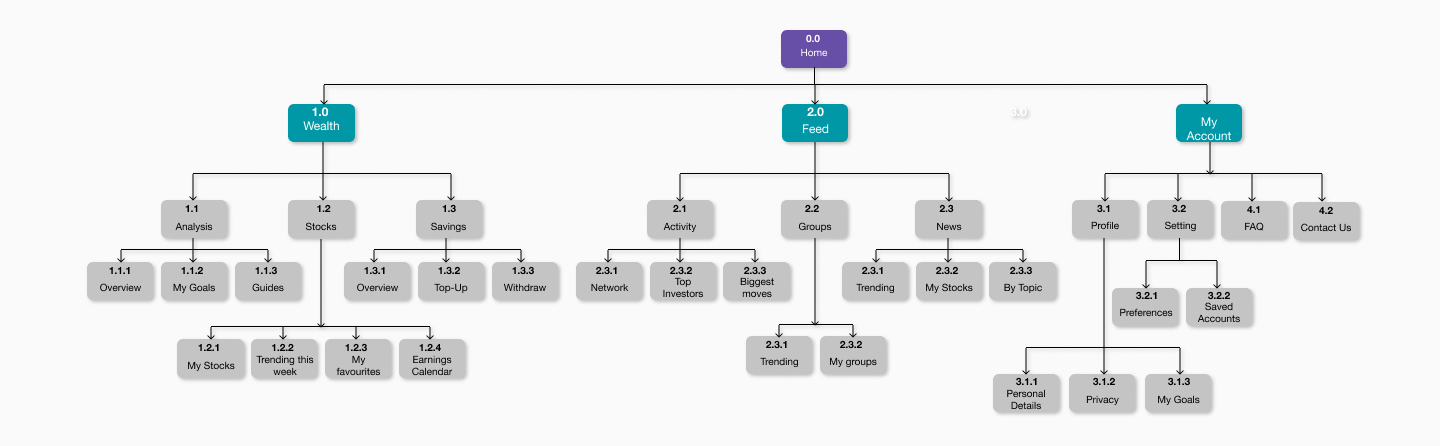 0.0
Home
1.0
Wealth
2.0
Feed
3.0
My
Account
1.1
Analysis
1.2
Stocks
1.3
Savings
2.1
Activity
2.2
Groups
2.3
News
3.1
Profile
3.2
Setting
4.1
FAQ
4.2
Contact Us
1.1.1
Overview
1.1.2
My Goals
1.1.3
Guides
1.3.1
Overview
1.3.2
Top-Up
1.3.3
Withdraw
2.3.1
Network
2.3.2
Top
Investors
2.3.3
Biggest
moves
2.3.1
Trending
2.3.2
My Stocks
2.3.3
By Topic
3.2.1
Preferences
3.2.2
Saved
Accounts
1.2.1
My Stocks
1.2.2
Trending this
week
1.2.3
My
favourites
1.2.4
Earnings
Calendar
2.3.1
Trending
2.3.2
My groups
3.1.1
Personal
Details
3.1.2
Privacy
3.1.3
My Goals